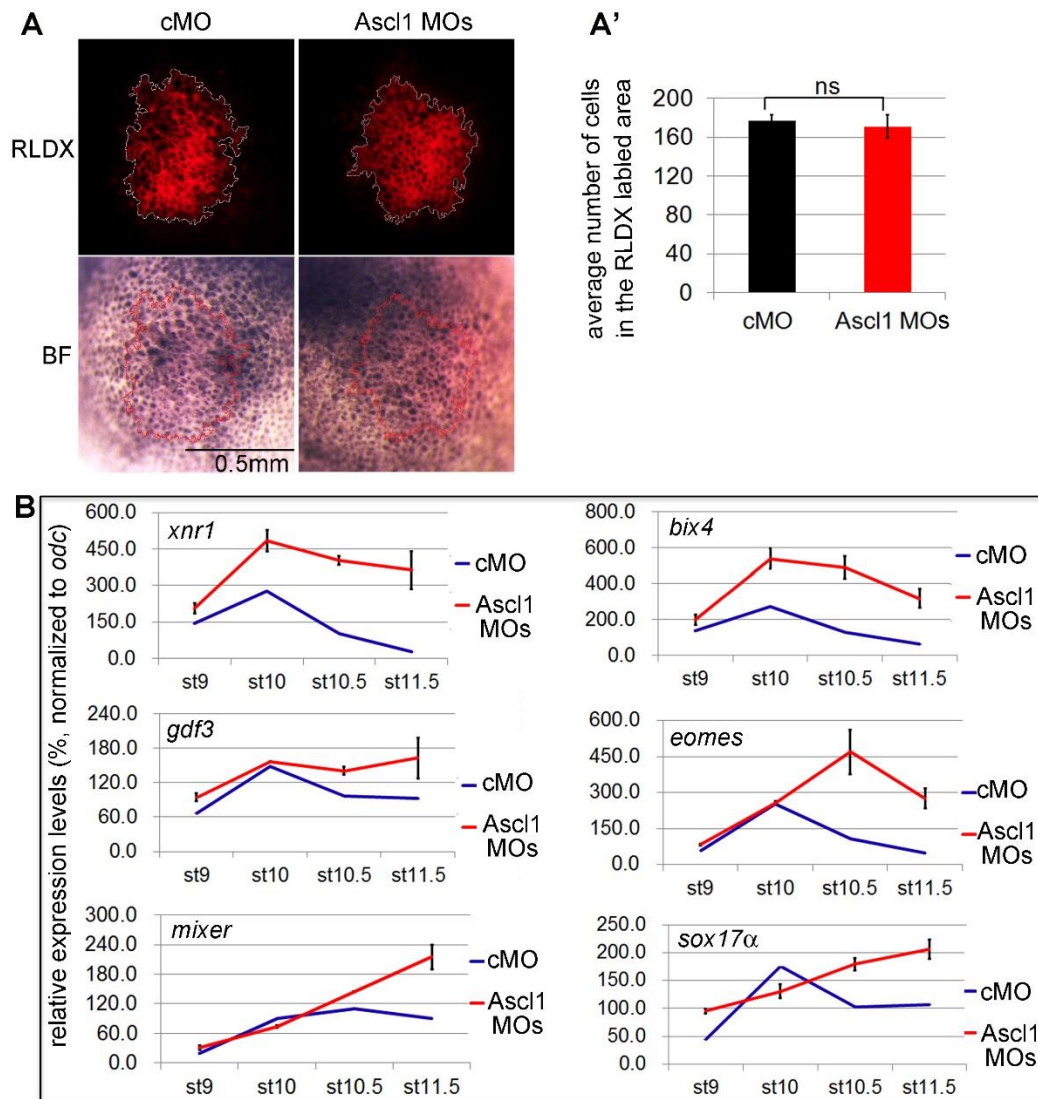 A
cMO
Ascl1 MOs
RLDX
BF
0.5mm
A'
average number of cells
in the RLDX labled area
200
160
120
80
40
0
ns
cMO
Ascl1 MOs
B
relative expression levels (%, normalized to odc)
xnr1
600.0
450.0
300.0
150.0
0.0
st9
st10
st10.5
st11.5
cMO
Ascl1
MOs
bix4
800.0
600.0
400.0
200.0
0.0
st9
st10
st10.5
st11.5
cMO
Ascl1
MOs
gdf3
240.0
180.0
120.0
60.0
0.0
st9
st10
st10.5
st11.5
cMO
Ascl1
MOs
eomes
600.0
450.0
300.0
150.0
0.0
st9
st10
st10.5
st11.5
cMO
Ascl1
MOs
mixer
300.0
240.0
180.0
120.0
60.0
0.0
st9
st10
st10.5
st11.5
cMO
Ascl1
MOs
sox17α
250.0
200.0
150.0
100.0
50.0
0.0
st9
st10
st10.5
st11.5
cMO
Ascl1
MOs